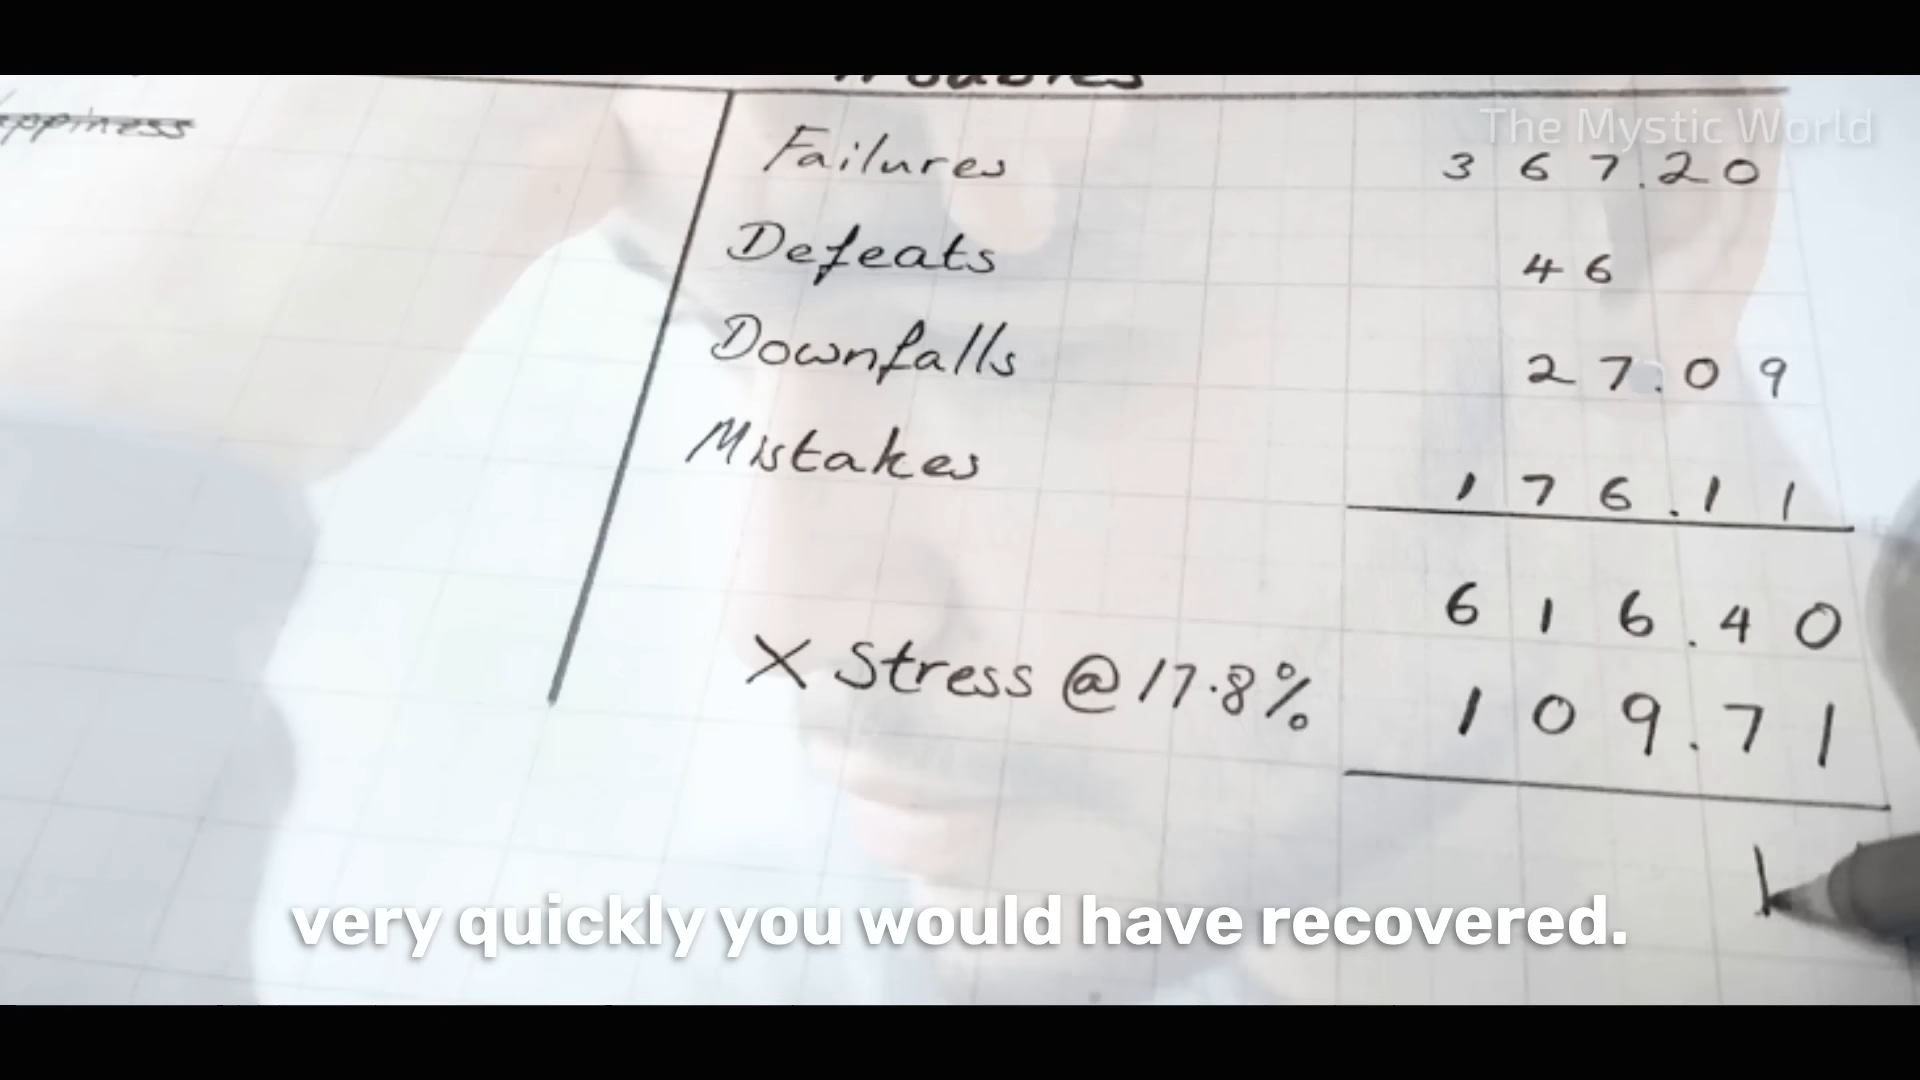 Troubles
The Mystic World
Failures 367.20
Defeats 46
Downfalls 27.09
Mistakes 176.11
616.40
X Stress @ 17.8% 109.71
very quickly you would have recovered.